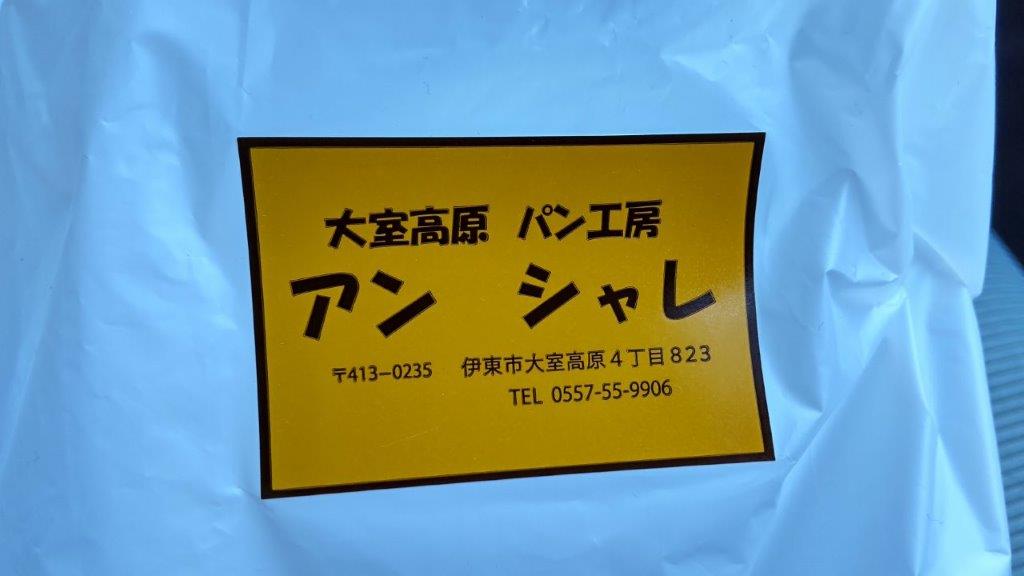 大室高原 パン工房
アン シャレ
〒413-0235 伊東市大室高原4丁目823
TEL 0557-55-9906